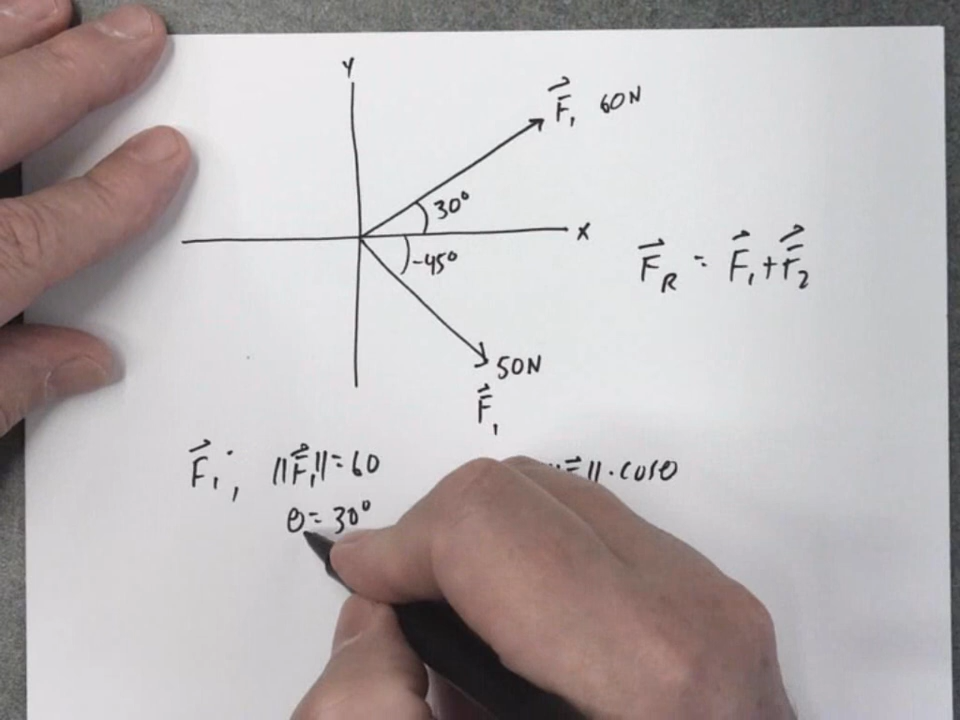 Y
F⃗₁ 60N
30°
X
-45°
F⃗R = F⃗₁+F⃗₂
50N
F⃗₁
F⃗₁; ||F⃗₁||=60
|| · cosθ
θ= 30°